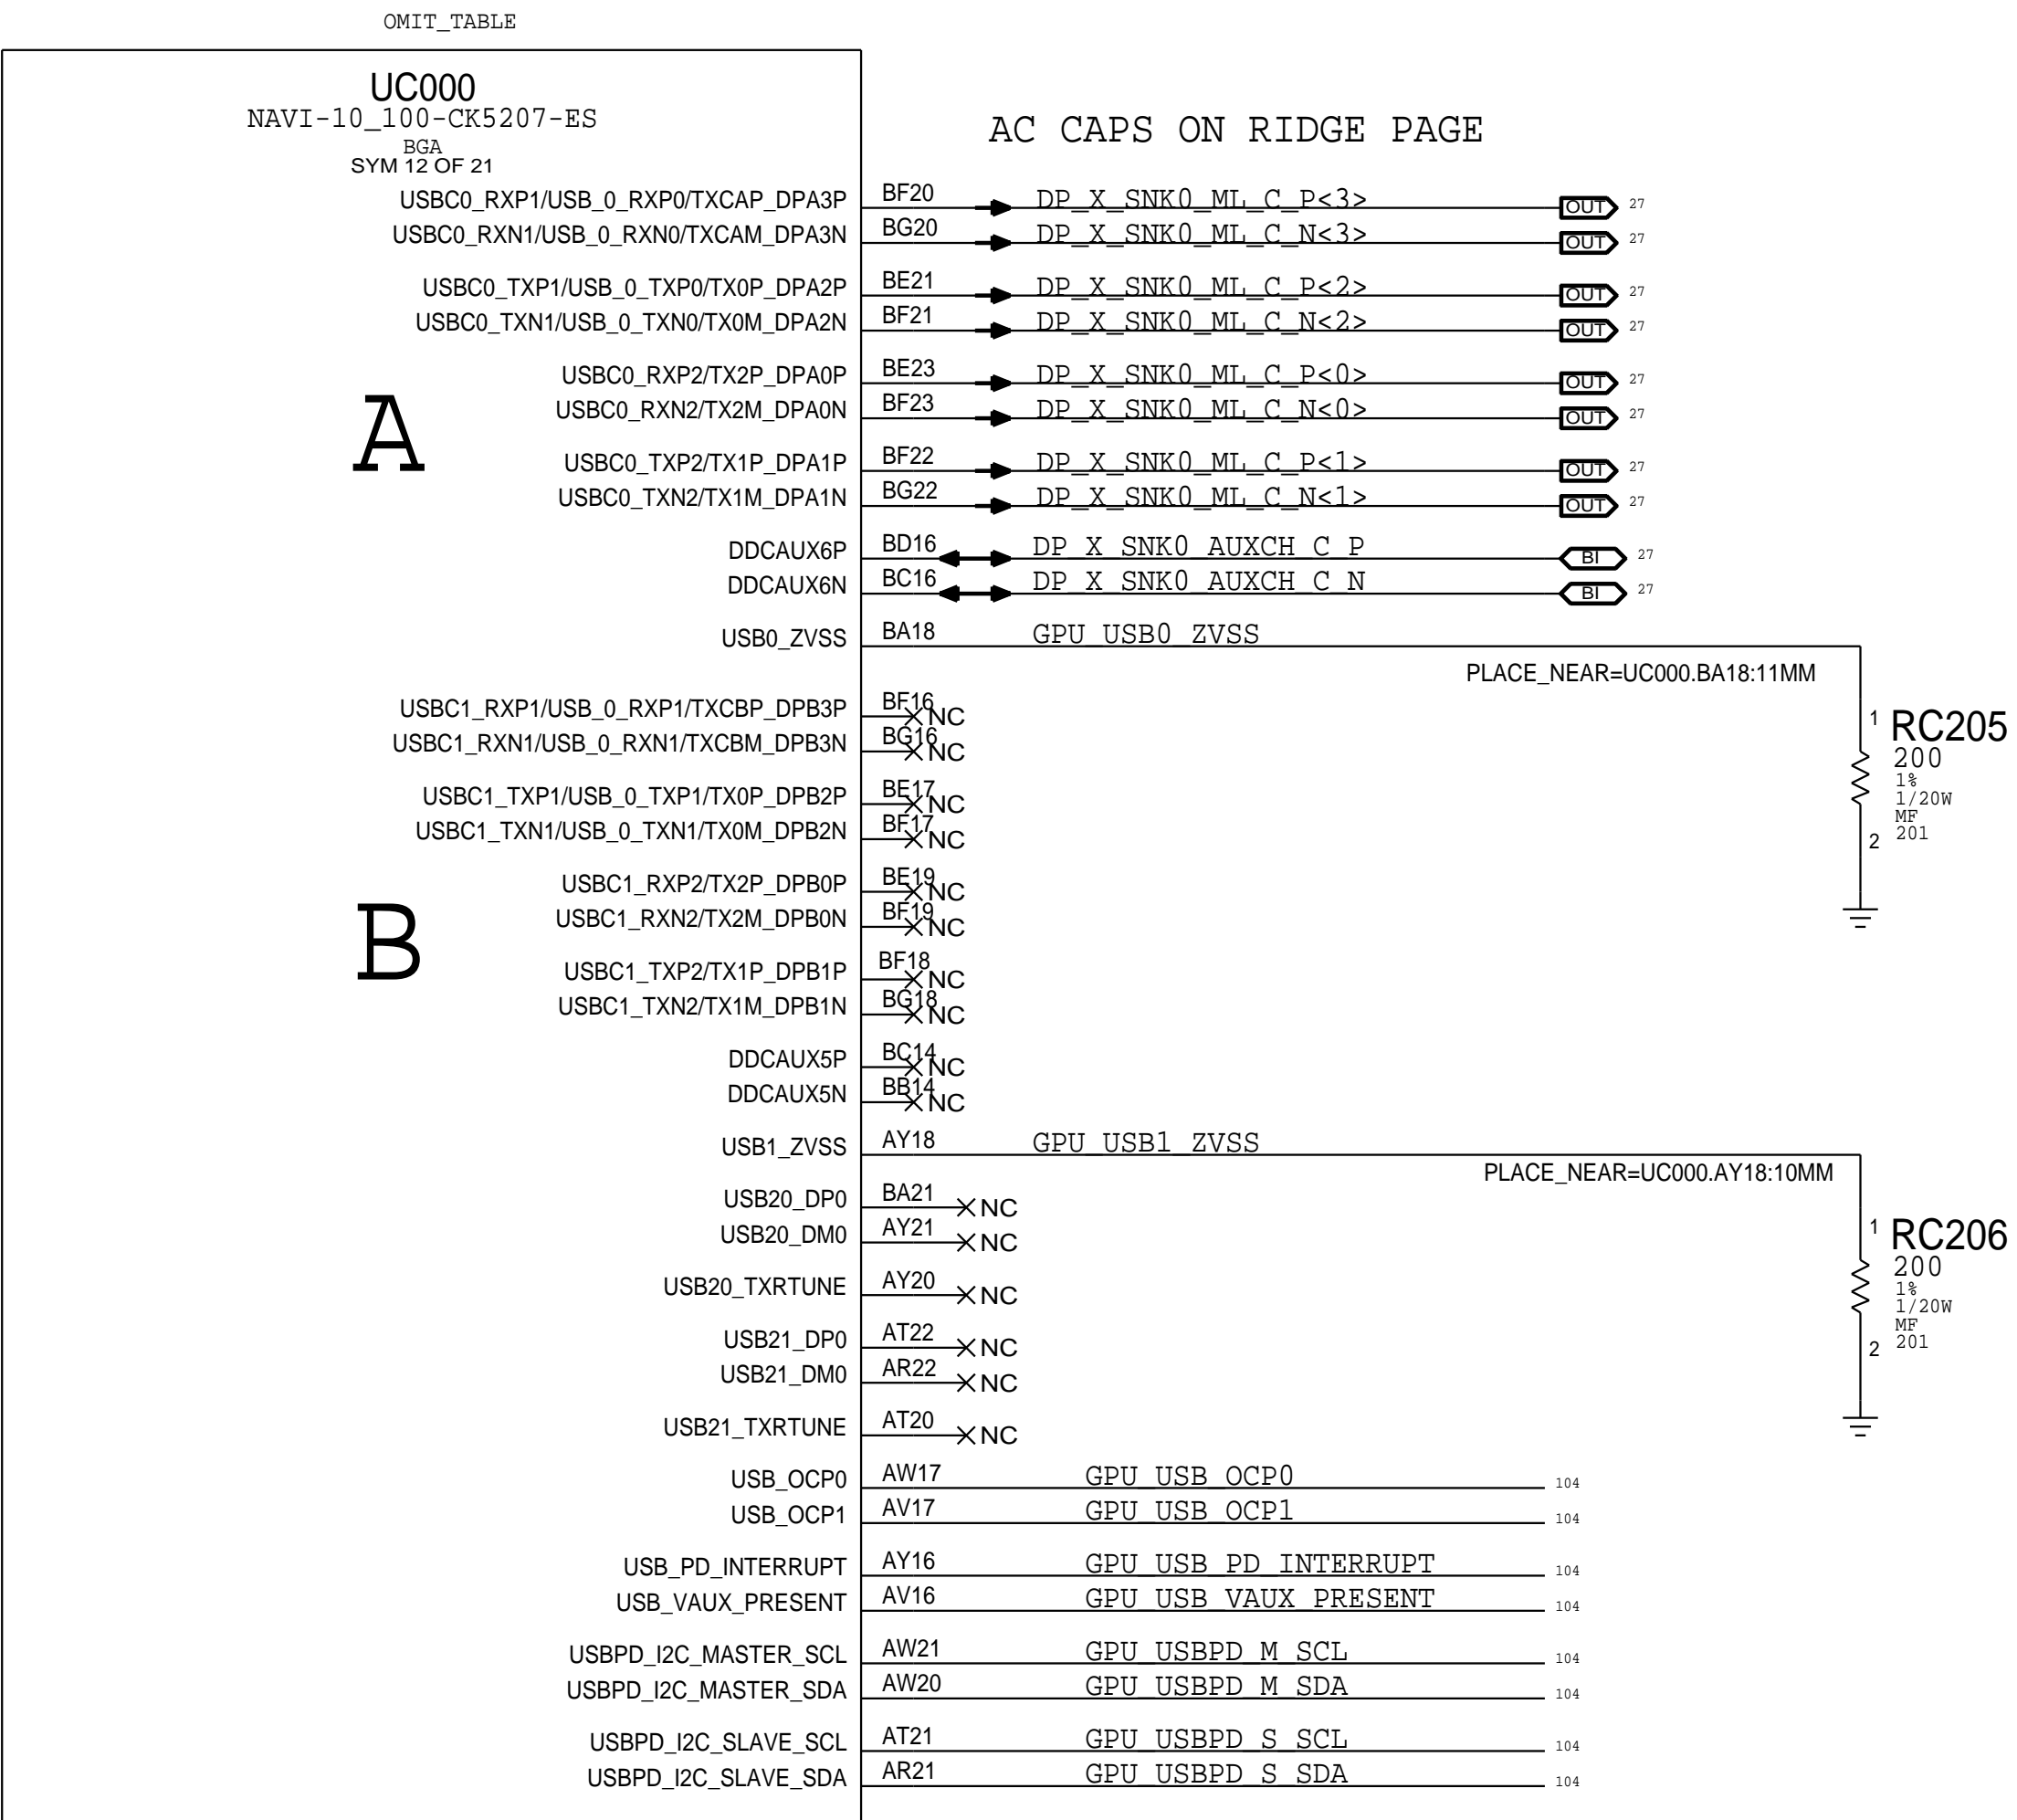 OMIT_TABLE
UC000
NAVI-10_100-CK5207-ES
BGA
SYM 12 OF 21
AC CAPS ON RIDGE PAGE
A
USBC0_RXP1/USB_0_RXP0/TXCAP_DPA3P BF20 DP_X_SNK0_ML_C_P<3> OUT 27
USBC0_RXN1/USB_0_RXN0/TXCAM_DPA3N BG20 DP_X_SNK0_ML_C_N<3> OUT 27
USBC0_TXP1/USB_0_TXP0/TX0P_DPA2P BE21 DP_X_SNK0_ML_C_P<2> OUT 27
USBC0_TXN1/USB_0_TXN0/TX0M_DPA2N BF21 DP_X_SNK0_ML_C_N<2> OUT 27
USBC0_RXP2/TX2P_DPA0P BE23 DP_X_SNK0_ML_C_P<0> OUT 27
USBC0_RXN2/TX2M_DPA0N BF23 DP_X_SNK0_ML_C_N<0> OUT 27
USBC0_TXP2/TX1P_DPA1P BF22 DP_X_SNK0_ML_C_P<1> OUT 27
USBC0_TXN2/TX1M_DPA1N BG22 DP_X_SNK0_ML_C_N<1> OUT 27
DDCAUX6P BD16 DP_X_SNK0_AUXCH_C_P BI 27
DDCAUX6N BC16 DP_X_SNK0_AUXCH_C_N BI 27
USB0_ZVSS BA18 GPU_USB0_ZVSS
PLACE_NEAR=UC000.BA18:11MM
1 RC205
200
1%
1/20W
MF
201
2
B
USBC1_RXP1/USB_0_RXP1/TXCBP_DPB3P BF16 NC
USBC1_RXN1/USB_0_RXN1/TXCBM_DPB3N BG16 NC
USBC1_TXP1/USB_0_TXP1/TX0P_DPB2P BE17 NC
USBC1_TXN1/USB_0_TXN1/TX0M_DPB2N BF17 NC
USBC1_RXP2/TX2P_DPB0P BE19 NC
USBC1_RXN2/TX2M_DPB0N BF19 NC
USBC1_TXP2/TX1P_DPB1P BF18 NC
USBC1_TXN2/TX1M_DPB1N BG18 NC
DDCAUX5P BC14 NC
DDCAUX5N BB14 NC
USB1_ZVSS AY18 GPU_USB1_ZVSS
PLACE_NEAR=UC000.AY18:10MM
1 RC206
200
1%
1/20W
MF
201
2
USB20_DP0 BA21 NC
USB20_DM0 AY21 NC
USB20_TXRTUNE AY20 NC
USB21_DP0 AT22 NC
USB21_DM0 AR22 NC
USB21_TXRTUNE AT20 NC
USB_OCP0 AW17 GPU_USB_OCP0 104
USB_OCP1 AV17 GPU_USB_OCP1 104
USB_PD_INTERRUPT AY16 GPU_USB_PD_INTERRUPT 104
USB_VAUX_PRESENT AV16 GPU_USB_VAUX_PRESENT 104
USBPD_I2C_MASTER_SCL AW21 GPU_USBPD_M_SCL 104
USBPD_I2C_MASTER_SDA AW20 GPU_USBPD_M_SDA 104
USBPD_I2C_SLAVE_SCL AT21 GPU_USBPD_S_SCL 104
USBPD_I2C_SLAVE_SDA AR21 GPU_USBPD_S_SDA 104